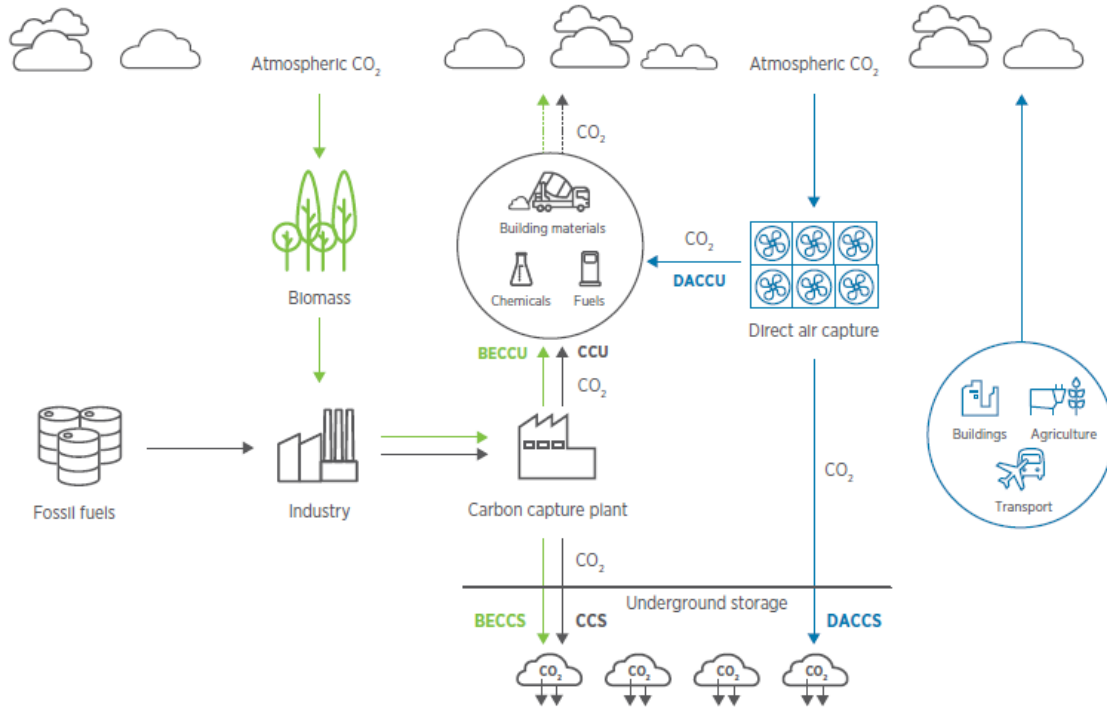 Atmospheric CO₂
Atmospheric CO₂
CO₂
Building materials
Chemicals
Fuels
CO₂
DACCU
Biomass
Direct air capture
BECCU
CCU
CO₂
Buildings
Agriculture
Transport
Fossil fuels
Industry
Carbon capture plant
CO₂
CO₂
Underground storage
BECCS
CCS
DACCS
CO₂
CO₂
CO₂
CO₂